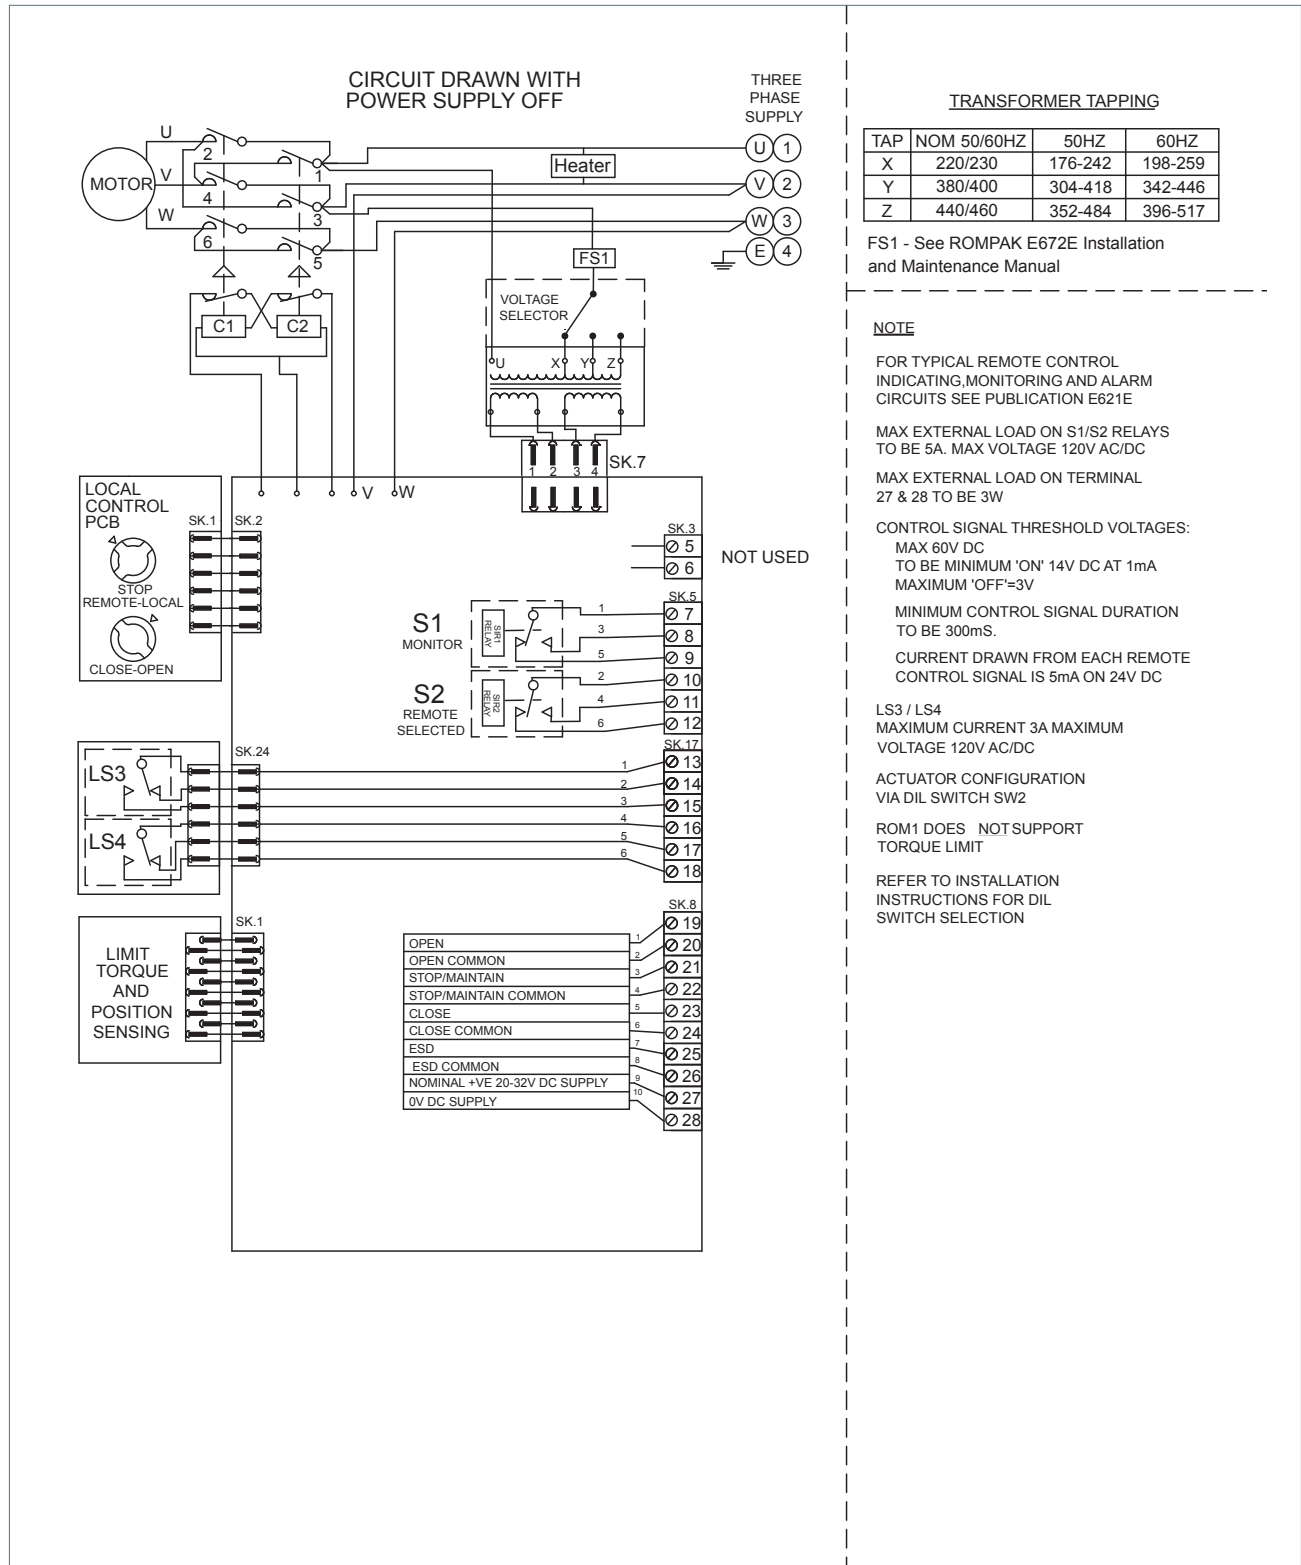 CIRCUIT DRAWN WITH
POWER SUPPLY OFF
THREE
PHASE
SUPPLY
U 1
V 2
W 3
E 4
Heater
MOTOR
U
V
W
2
4
6
1
3
5
C1
C2
FS1
VOLTAGE
SELECTOR
U X Y Z
SK.7
1 2 3 4
V W
LOCAL
CONTROL
PCB
STOP
REMOTE-LOCAL
CLOSE-OPEN
SK.1 SK.2
SK.3
5
6
NOT USED
SK.5
S1
MONITOR
SIR1
RELAY
1 7
3 8
5 9
S2
REMOTE
SELECTED
SIR2
RELAY
2 10
4 11
6 12
SK.17
LS3
LS4
SK.24
1 13
2 14
3 15
4 16
5 17
6 18
LIMIT
TORQUE
AND
POSITION
SENSING
SK.1
SK.8
OPEN 1 19
OPEN COMMON 2 20
STOP/MAINTAIN 3 21
STOP/MAINTAIN COMMON 4 22
CLOSE 5 23
CLOSE COMMON 6 24
ESD 7 25
ESD COMMON 8 26
NOMINAL +VE 20-32V DC SUPPLY 9 27
0V DC SUPPLY 10 28
TRANSFORMER TAPPING
TAP NOM 50/60HZ 50HZ 60HZ
X 220/230 176-242 198-259
Y 380/400 304-418 342-446
Z 440/460 352-484 396-517
FS1 - See ROMPAK E672E Installation
and Maintenance Manual
NOTE
FOR TYPICAL REMOTE CONTROL
INDICATING,MONITORING AND ALARM
CIRCUITS SEE PUBLICATION E621E
MAX EXTERNAL LOAD ON S1/S2 RELAYS
TO BE 5A. MAX VOLTAGE 120V AC/DC
MAX EXTERNAL LOAD ON TERMINAL
27 & 28 TO BE 3W
CONTROL SIGNAL THRESHOLD VOLTAGES:
MAX 60V DC
TO BE MINIMUM 'ON' 14V DC AT 1mA
MAXIMUM 'OFF'=3V
MINIMUM CONTROL SIGNAL DURATION
TO BE 300mS.
CURRENT DRAWN FROM EACH REMOTE
CONTROL SIGNAL IS 5mA ON 24V DC
LS3 / LS4
MAXIMUM CURRENT 3A MAXIMUM
VOLTAGE 120V AC/DC
ACTUATOR CONFIGURATION
VIA DIL SWITCH SW2
ROM1 DOES NOT SUPPORT
TORQUE LIMIT
REFER TO INSTALLATION
INSTRUCTIONS FOR DIL
SWITCH SELECTION